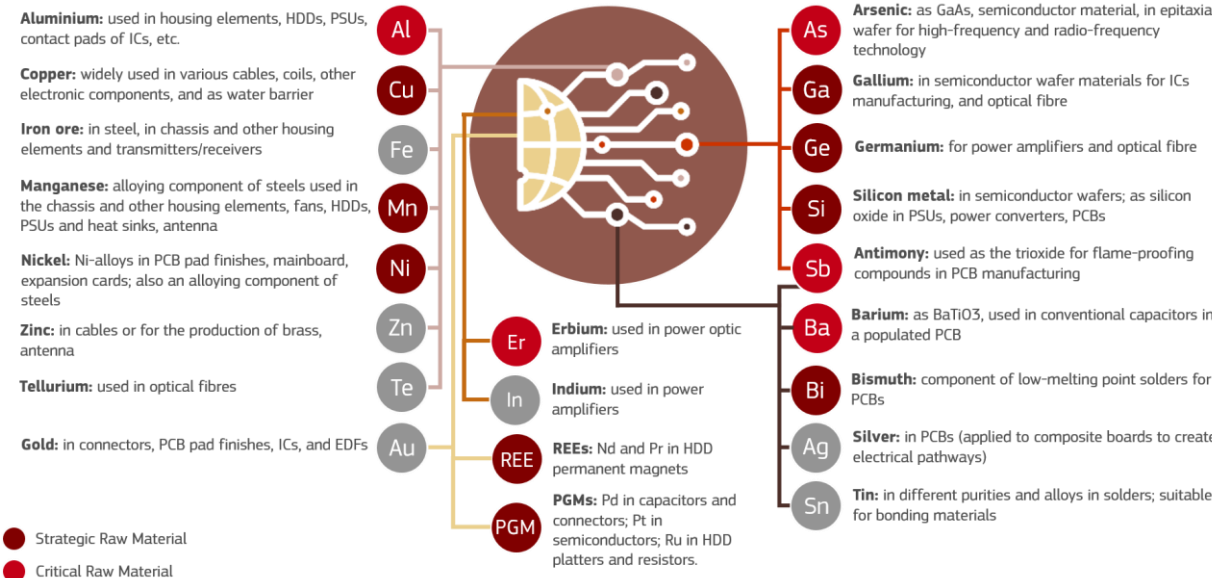 Aluminium: used in housing elements, HDDs, PSUs,
contact pads of ICs, etc.
Al
Copper: widely used in various cables, coils, other
electronic components, and as water barrier
Cu
Iron ore: in steel, in chassis and other housing
elements and transmitters/receivers
Fe
Manganese: alloying component of steels used in
the chassis and other housing elements, fans, HDDs,
PSUs and heat sinks, antenna
Mn
Nickel: Ni-alloys in PCB pad finishes, mainboard,
expansion cards; also an alloying component of
steels
Ni
Zinc: in cables or for the production of brass,
antenna
Zn
Tellurium: used in optical fibres
Te
Gold: in connectors, PCB pad finishes, ICs, and EDFs
Au
Er
Erbium: used in power optic
amplifiers
In
Indium: used in power
amplifiers
REE
REEs: Nd and Pr in HDD
permanent magnets
PGM
PGMs: Pd in capacitors and
connectors; Pt in
semiconductors; Ru in HDD
platters and resistors.
As
Arsenic: as GaAs, semiconductor material, in epitaxia
wafer for high-frequency and radio-frequency
technology
Ga
Gallium: in semiconductor wafer materials for ICs
manufacturing, and optical fibre
Ge
Germanium: for power amplifiers and optical fibre
Si
Silicon metal: in semiconductor wafers; as silicon
oxide in PSUs, power converters, PCBs
Sb
Antimony: used as the trioxide for flame-proofing
compounds in PCB manufacturing
Ba
Barium: as BaTiO3, used in conventional capacitors in
a populated PCB
Bi
Bismuth: component of low-melting point solders for
PCBs
Ag
Silver: in PCBs (applied to composite boards to create
electrical pathways)
Sn
Tin: in different purities and alloys in solders; suitable
for bonding materials
Strategic Raw Material
Critical Raw Material